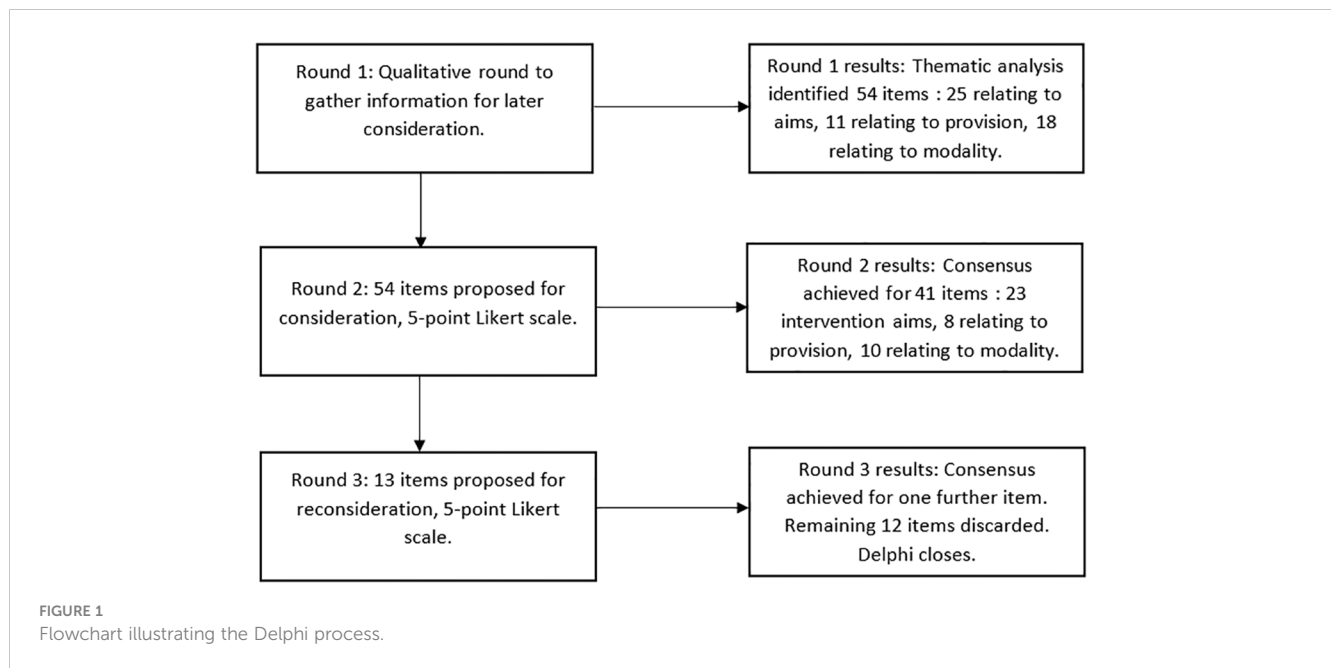 Round 1: Qualitative round to
gather information for later
consideration.
Round 1 results: Thematic analysis
identified 54 items : 25 relating to
aims, 11 relating to provision, 18
relating to modality.
Round 2: 54 items proposed for
consideration, 5-point Likert scale.
Round 2 results: Consensus
achieved for 41 items : 23
intervention aims, 8 relating to
provision, 10 relating to modality.
Round 3: 13 items proposed for
reconsideration, 5-point Likert
scale.
Round 3 results: Consensus
achieved for one further item.
Remaining 12 items discarded.
Delphi closes.
FIGURE 1
Flowchart illustrating the Delphi process.